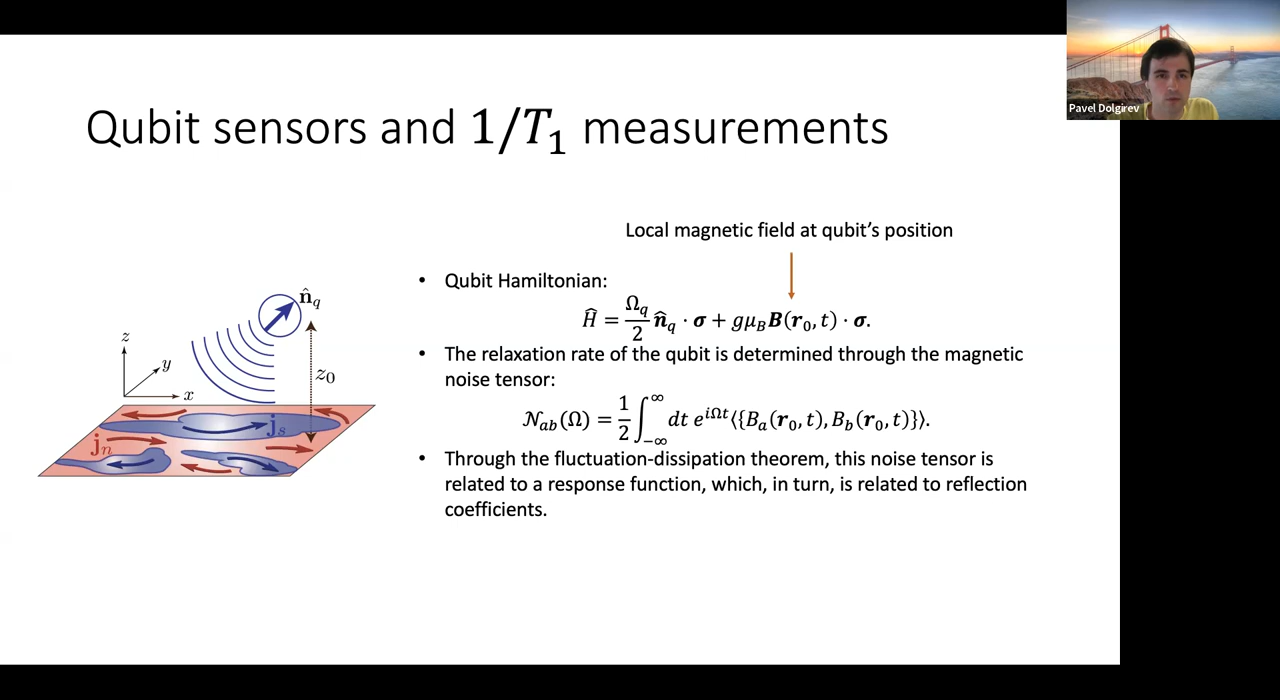 Pavel Dolgirev
Qubit sensors and 1/T₁ measurements
Local magnetic field at qubit's position
• Qubit Hamiltonian:
Ĥ = Ω_q/2 n̂_q · σ + gμ_B B(r₀, t) · σ.
• The relaxation rate of the qubit is determined through the magnetic
noise tensor:
𝒩_ab(Ω) = 1/2 ∫_{-∞}^{∞} dt e^{iΩt}⟨{B_a(r₀, t), B_b(r₀, t)}⟩.
• Through the fluctuation-dissipation theorem, this noise tensor is
related to a response function, which, in turn, is related to reflection
coefficients.
n̂_q
z
y
x
z₀
j_s
j_n